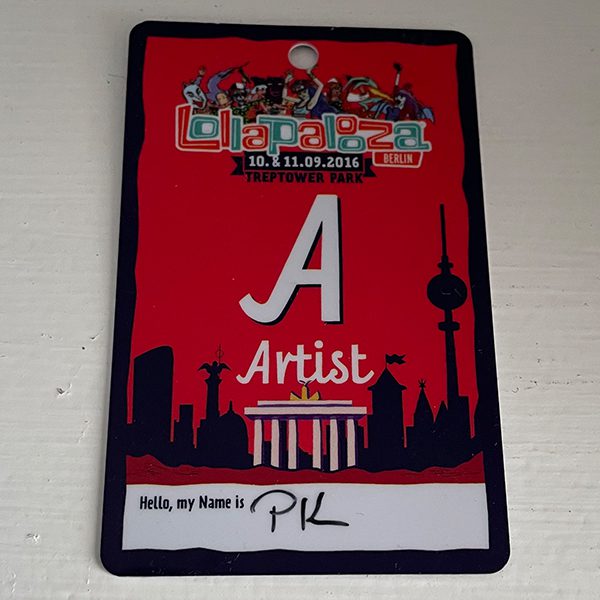 Lollapalooza
BERLIN
10. & 11.09.2016
TREPTOWER PARK
A
Artist
Hello, my Name is PK